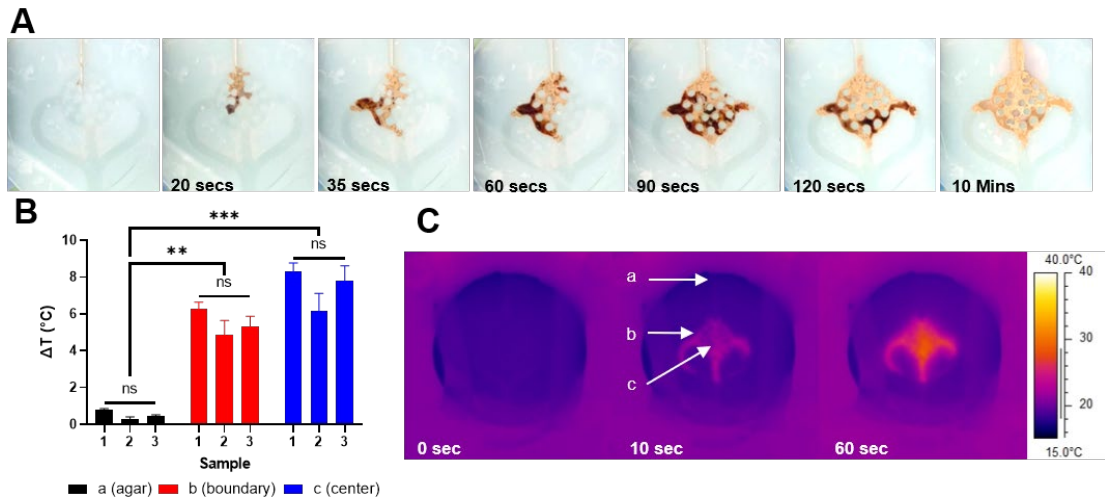 A
20 secs
35 secs
60 secs
90 secs
120 secs
10 Mins
B
ΔT (°C)
10
8
6
4
2
0
ns
**
ns
***
ns
1 2 3 1 2 3 1 2 3
Sample
a (agar) b (boundary) c (center)
C
a
b
c
0 sec
10 sec
60 sec
40.0°C
40
30
20
15.0°C